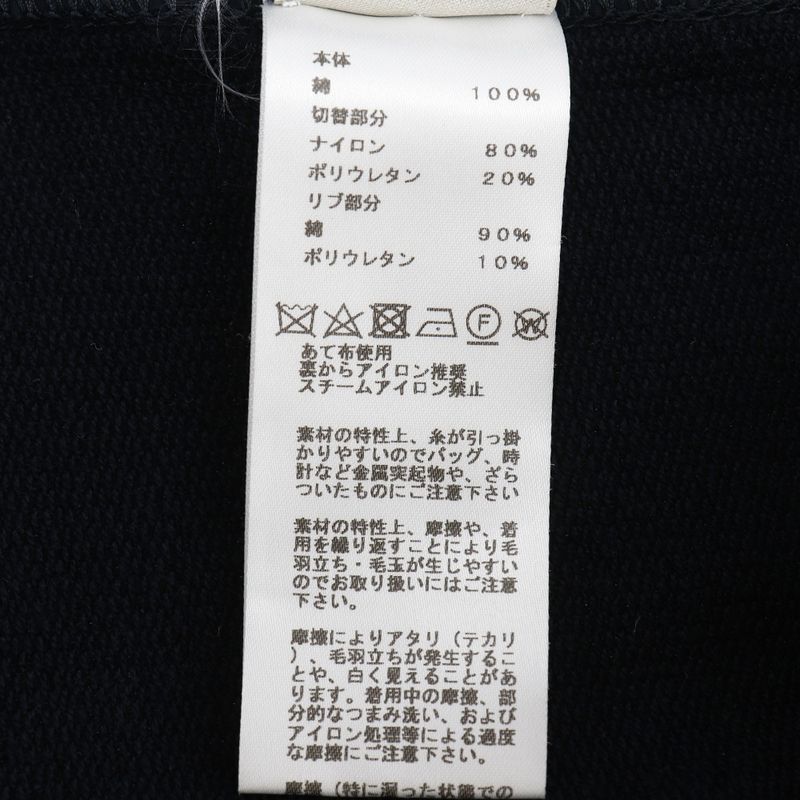 本体
綿 100%
切替部分
ナイロン 80%
ポリウレタン 20%
リブ部分
綿 90%
ポリウレタン 10%
F W
あて布使用
裏からアイロン推奨
スチームアイロン禁止
素材の特性上、糸が引っ掛
かりやすいのでバッグ、時
計など金属突起物や、ざら
ついたものにご注意下さい
素材の特性上、摩擦や、着
用を繰り返すことにより毛
羽立ち・毛玉が生じやすい
のでお取り扱いにはご注意
下さい。
摩擦によりアタリ（テカリ
）、毛羽立ちが発生するこ
とや、白く見えることがあ
ります。着用中の摩擦、部
分的なつまみ洗い、および
アイロン処理等による過度
な摩擦にご注意下さい。
摩擦（特に湿った状態での